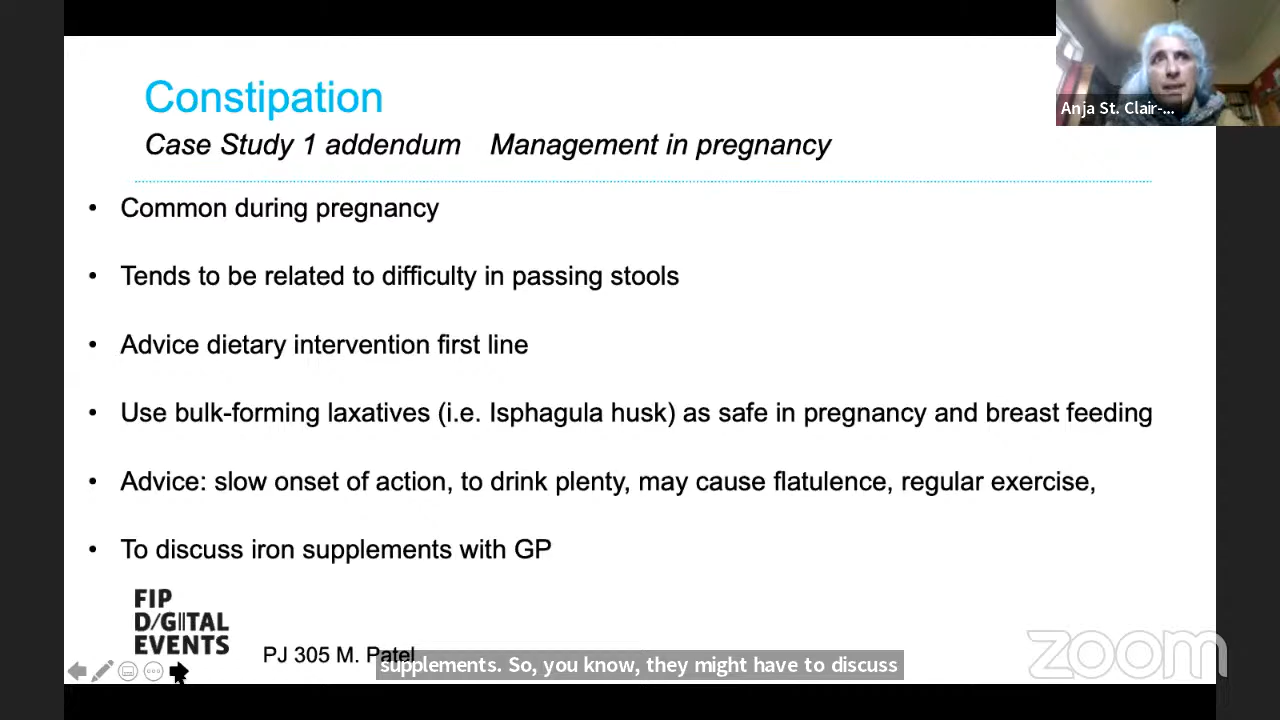 Constipation
Anja St. Clair-...
Case Study 1 addendum Management in pregnancy
• Common during pregnancy
• Tends to be related to difficulty in passing stools
• Advice dietary intervention first line
• Use bulk-forming laxatives (i.e. Isphagula husk) as safe in pregnancy and breast feeding
• Advice: slow onset of action, to drink plenty, may cause flatulence, regular exercise,
• To discuss iron supplements with GP
FIP
D/GITAL
EVENTS
PJ 305 M. Patel
supplements. So, you know, they might have to discuss
zoom